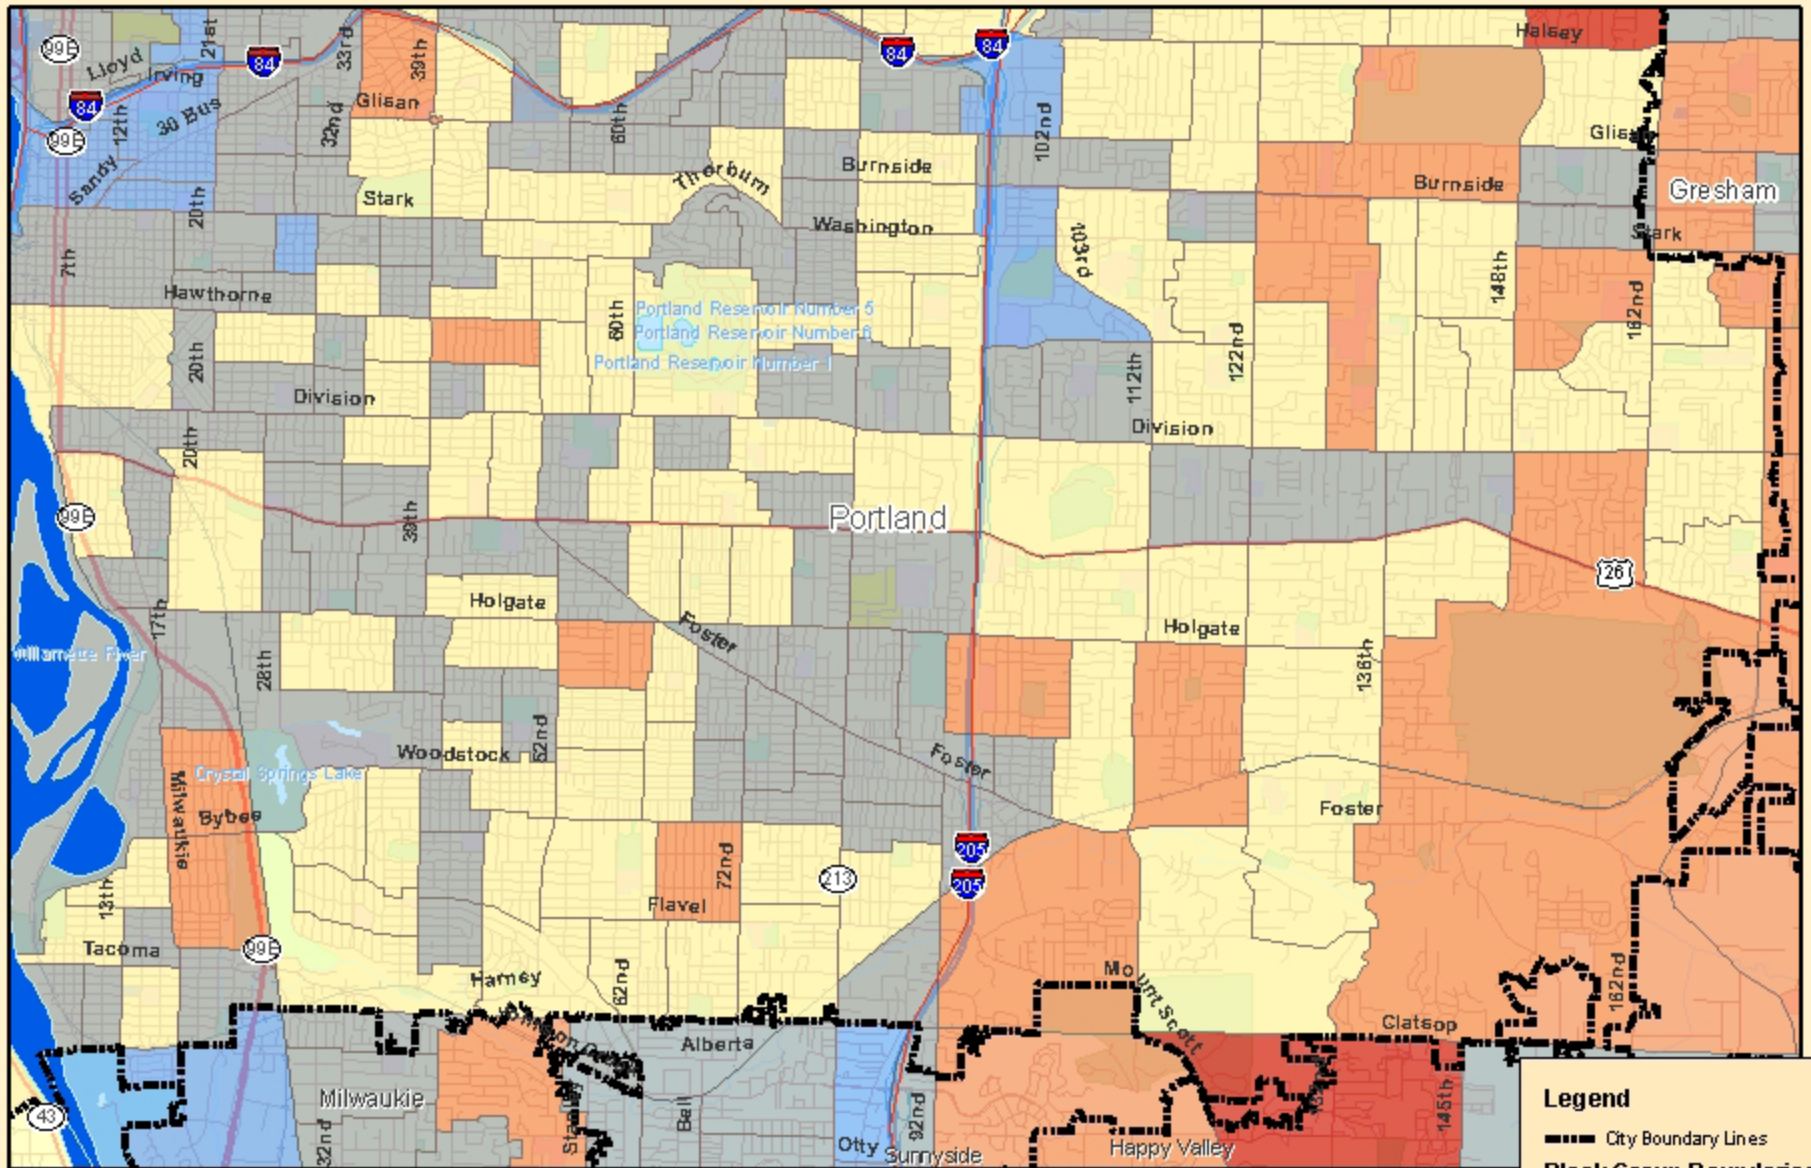 99E
Lloyd
21st
Irving
84
33rd
39th
84
84
Halsey
84
12th
30 Bus
32nd
Glisan
60th
102nd
Glisan
99E
Sandy
20th
Stark
Thorburn
Burnside
Burnside
Gresham
Washington
Stark
7th
103rd
148th
Hawthorne
60th
Portland Reservoir Number 5
Portland Reservoir Number 6
162nd
20th
Portland Reservoir Number 1
122nd
112th
Division
Division
20th
99E
39th
Portland
26
Holgate
17th
Foster
Holgate
Willamette River
28th
136th
52nd
Woodstock
Foster
Crystal Springs Lake
Milwaukie
Bybee
Foster
205
72nd
213
205
13th
Flavel
Tacoma
99E
Harney
62nd
Mount Scott
162nd
Clatsop
Alberta
Milwaukie
43
32nd
Stanley
Bell
Otty
92nd
Sunnyside
Happy Valley
145th
Legend
City Boundary Lines